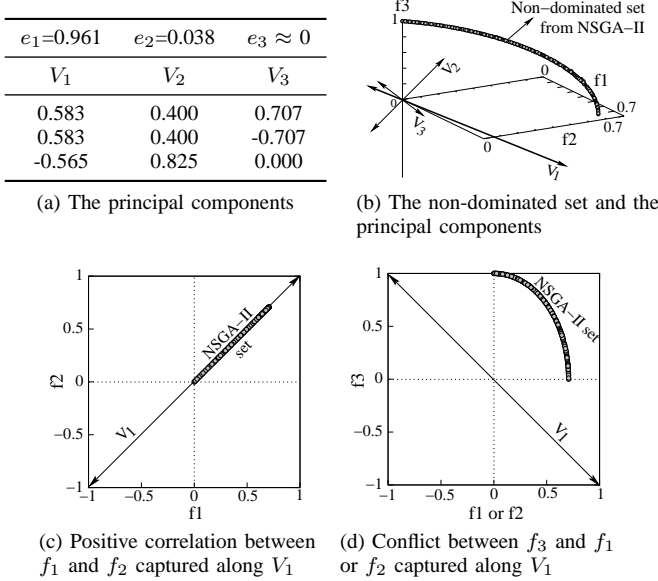 e1=0.961 e2=0.038 e3 ≈ 0
V1 V2 V3
0.583 0.400 0.707
0.583 0.400 -0.707
-0.565 0.825 0.000
(a) The principal components
f3
Non−dominated set
from NSGA−II
V2
0
f1
0.7
0.7
0
V3
f2
0
V1
(b) The non-dominated set and the
principal components
1
0.5
0
−0.5
−1
f2
NSGA−II
set
V1
−1 −0.5 0 0.5 1
f1
(c) Positive correlation between
f1 and f2 captured along V1
1
0.5
0
−0.5
−1
f3
NSGA−II set
V1
−1 −0.5 0 0.5 1
f1 or f2
(d) Conflict between f3 and f1
or f2 captured along V1